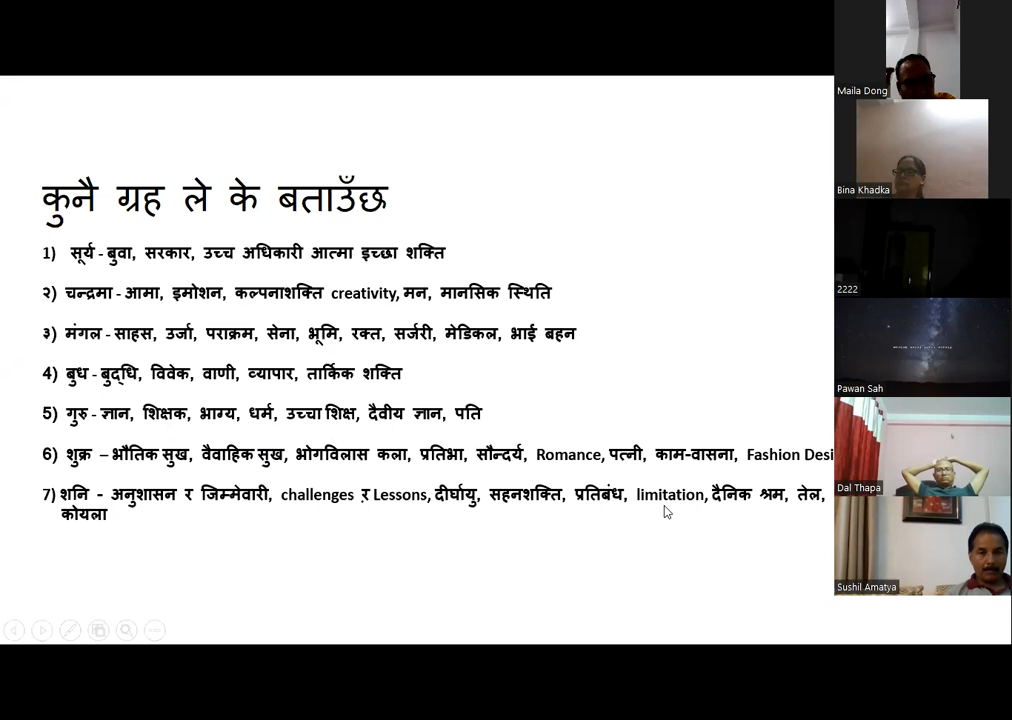 कुनै ग्रह ले के बताउँछ
1) सूर्य - बुवा, सरकार, उच्च अधिकारी आत्मा इच्छा शक्ति
२) चन्द्रमा - आमा, इमोशन, कल्पनाशक्ति creativity, मन, मानसिक स्थिति
३) मंगल - साहस, उर्जा, पराक्रम, सेना, भूमि, रक्त, सर्जरी, मेडिकल, भाई बहन
4) बुध - बुद्धि, विवेक, वाणी, व्यापार, तार्किक शक्ति
5) गुरु - ज्ञान, शिक्षक, भाग्य, धर्म, उच्चा शिक्ष, दैवीय ज्ञान, पति
6) शुक्र – भौतिक सुख, वैवाहिक सुख, भोगविलास कला, प्रतिभा, सौन्दर्य, Romance, पत्नी, काम-वासना, Fashion Desi
7) शनि - अनुशासन र जिम्मेवारी, challenges र Lessons, दीर्घायु, सहनशक्ति, प्रतिबंध, limitation, दैनिक श्रम, तेल,
कोयला
Maila Dong
Bina Khadka
2222
Pawan Sah
Dal Thapa
Sushil Amatya